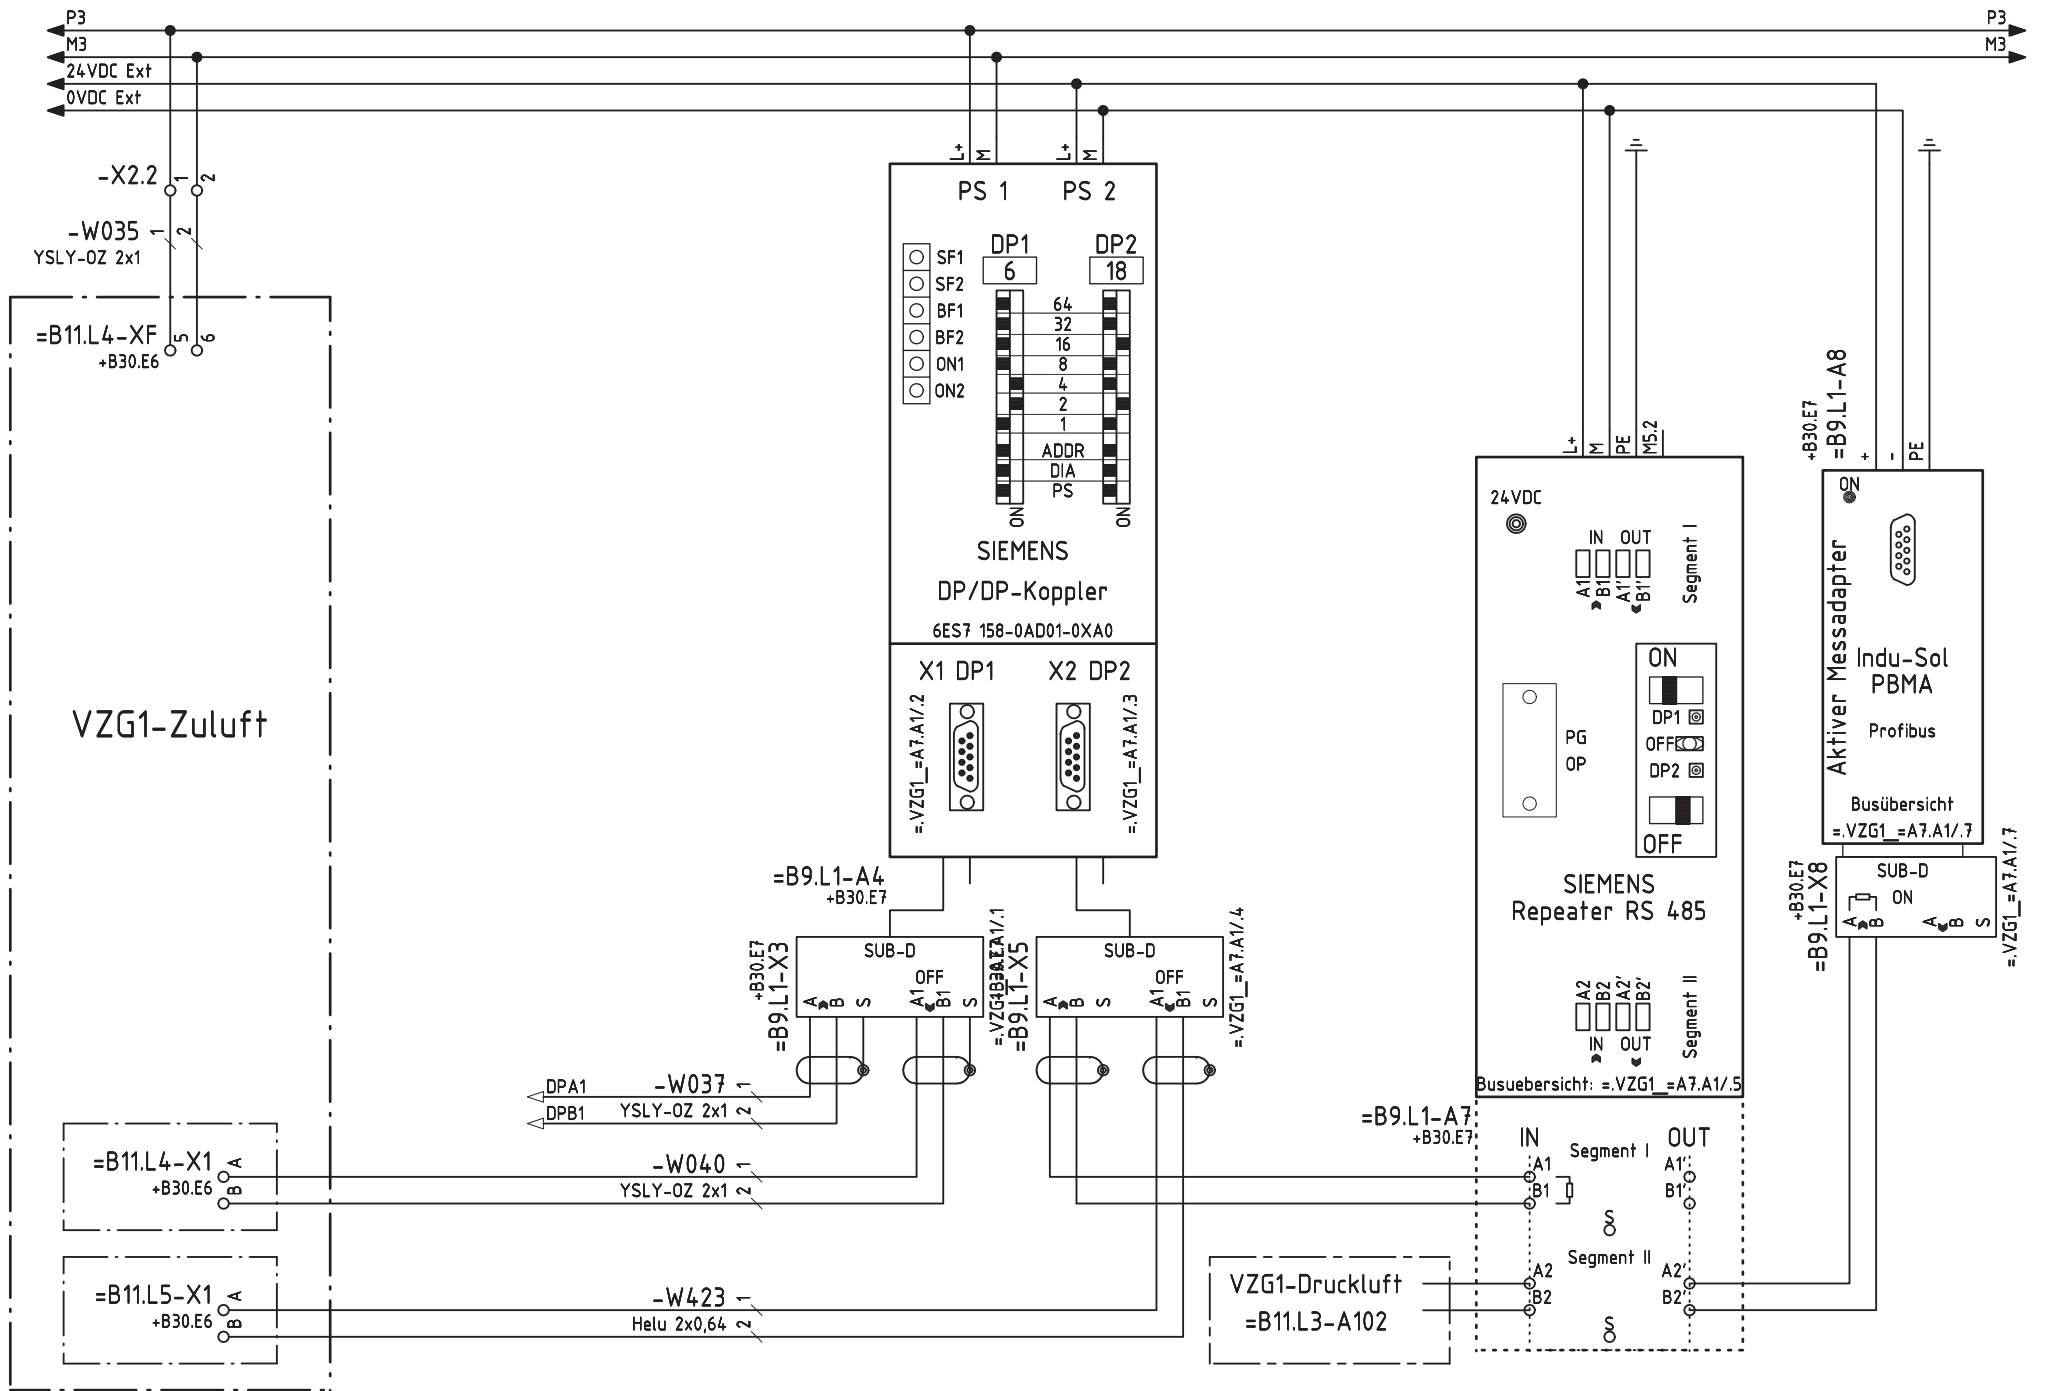 P3 P3
M3 M3
24VDC Ext
0VDC Ext
L+ M L+ M
-X2.2 1 2
PS 1 PS 2
-W035 1 2
YSLY-OZ 2x1
DP1 DP2
6 18
SF1
SF2
BF1
BF2
ON1
ON2
64
32
16
8
4
2
1
ADDR
DIA
PS
ON ON
=B11.L4-XF 5 6
+B30.E6
VZG1-Zuluft
SIEMENS
DP/DP-Koppler
6ES7 158-0AD01-0XA0
X1 DP1 X2 DP2
=.VZG1_=A7.A1/.2
=.VZG1_=A7.A1/.3
=B9.L1-A4
+B30.E7
L+ M PE M5.2
24VDC
IN OUT
A1 B1 A1' B1'
Segment I
ON
DP1
OFF
DP2
OFF
PG
OP
SIEMENS
Repeater RS 485
A2 B2 A2' B2'
IN OUT
Segment II
Busuebersicht: =.VZG1_=A7.A1/.5
=B9.L1-A7
+B30.E7
+B30.E7
=B9.L1-A8
+ - PE
ON
Aktiver Messadapter
Indu-Sol
PBMA
Profibus
Busübersicht
=.VZG1_=A7.A1/.7
+B30.E7
=B9.L1-X8
SUB-D
ON
A B A B S
=.VZG1_=A7.A1/.7
+B30.E7
=B9.L1-X3
SUB-D
OFF
A B S A1 B1 S
=.VZG1_=A7.A1/.1
+B30.E7
=B9.L1-X5
SUB-D
OFF
A B S A1 B1 S
=.VZG1_=A7.A1/.4
DPA1 -W037 1
DPB1 YSLY-OZ 2x1 2
=B11.L4-X1 A
+B30.E6 B
-W040 1
YSLY-OZ 2x1 2
=B11.L5-X1 A
+B30.E6 B
-W423 1
Helu 2x0,64 2
IN Segment I OUT
A1 A1'
B1 B1'
S
Segment II
A2 A2'
B2 B2'
S
VZG1-Druckluft
=B11.L3-A102